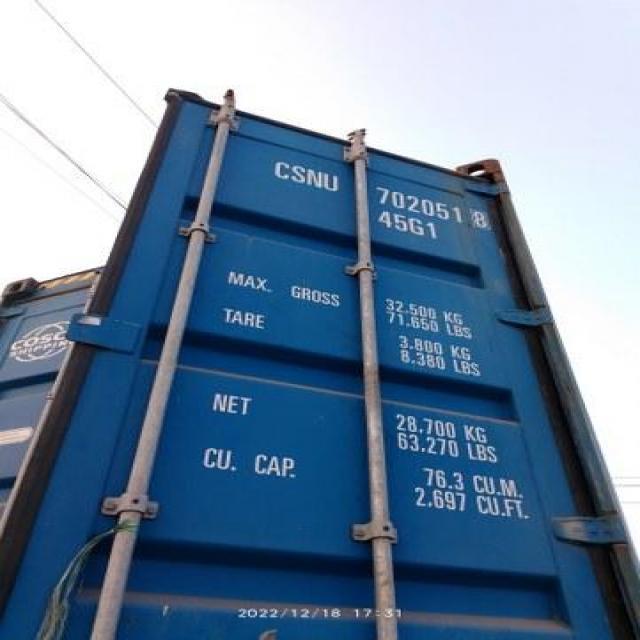 CSNU 702051 8
45G1
MAX. GROSS 32.500 KG
71.650 LBS
TARE 3.800 KG
8.380 LBS
NET 28.700 KG
63.270 LBS
CU. CAP. 76.3 CU.M.
2.697 CU.FT.
COSCO
2022/12/18 17:31